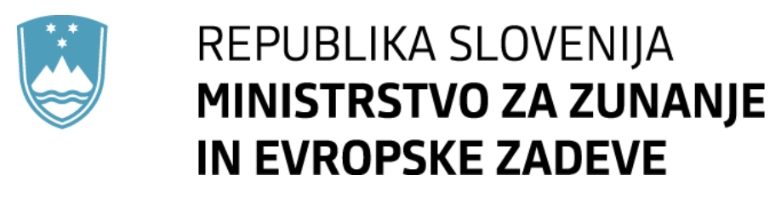 REPUBLIKA SLOVENIJA
MINISTRSTVO ZA ZUNANJE
IN EVROPSKE ZADEVE